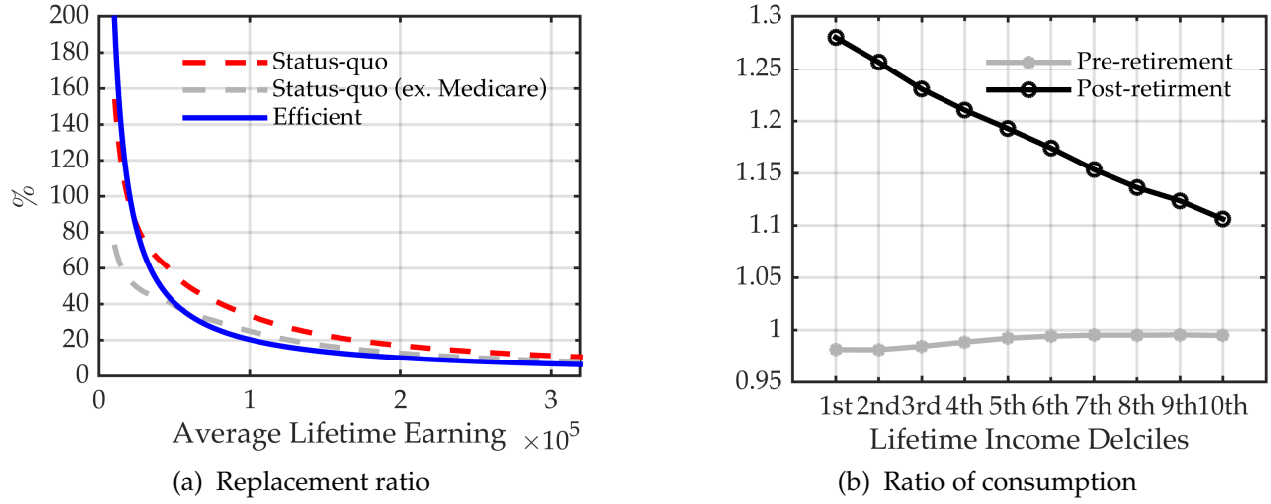 200
180
160
140
120
100
80
60
40
20
0
%
Status-quo
Status-quo (ex. Medicare)
Efficient
0 1 2 3
Average Lifetime Earning ×10^5
(a) Replacement ratio
1.3
1.25
1.2
1.15
1.1
1.05
1
0.95
Pre-retirement
Post-retirment
1st 2nd 3rd 4th 5th 6th 7th 8th 9th 10th
Lifetime Income Delciles
(b) Ratio of consumption